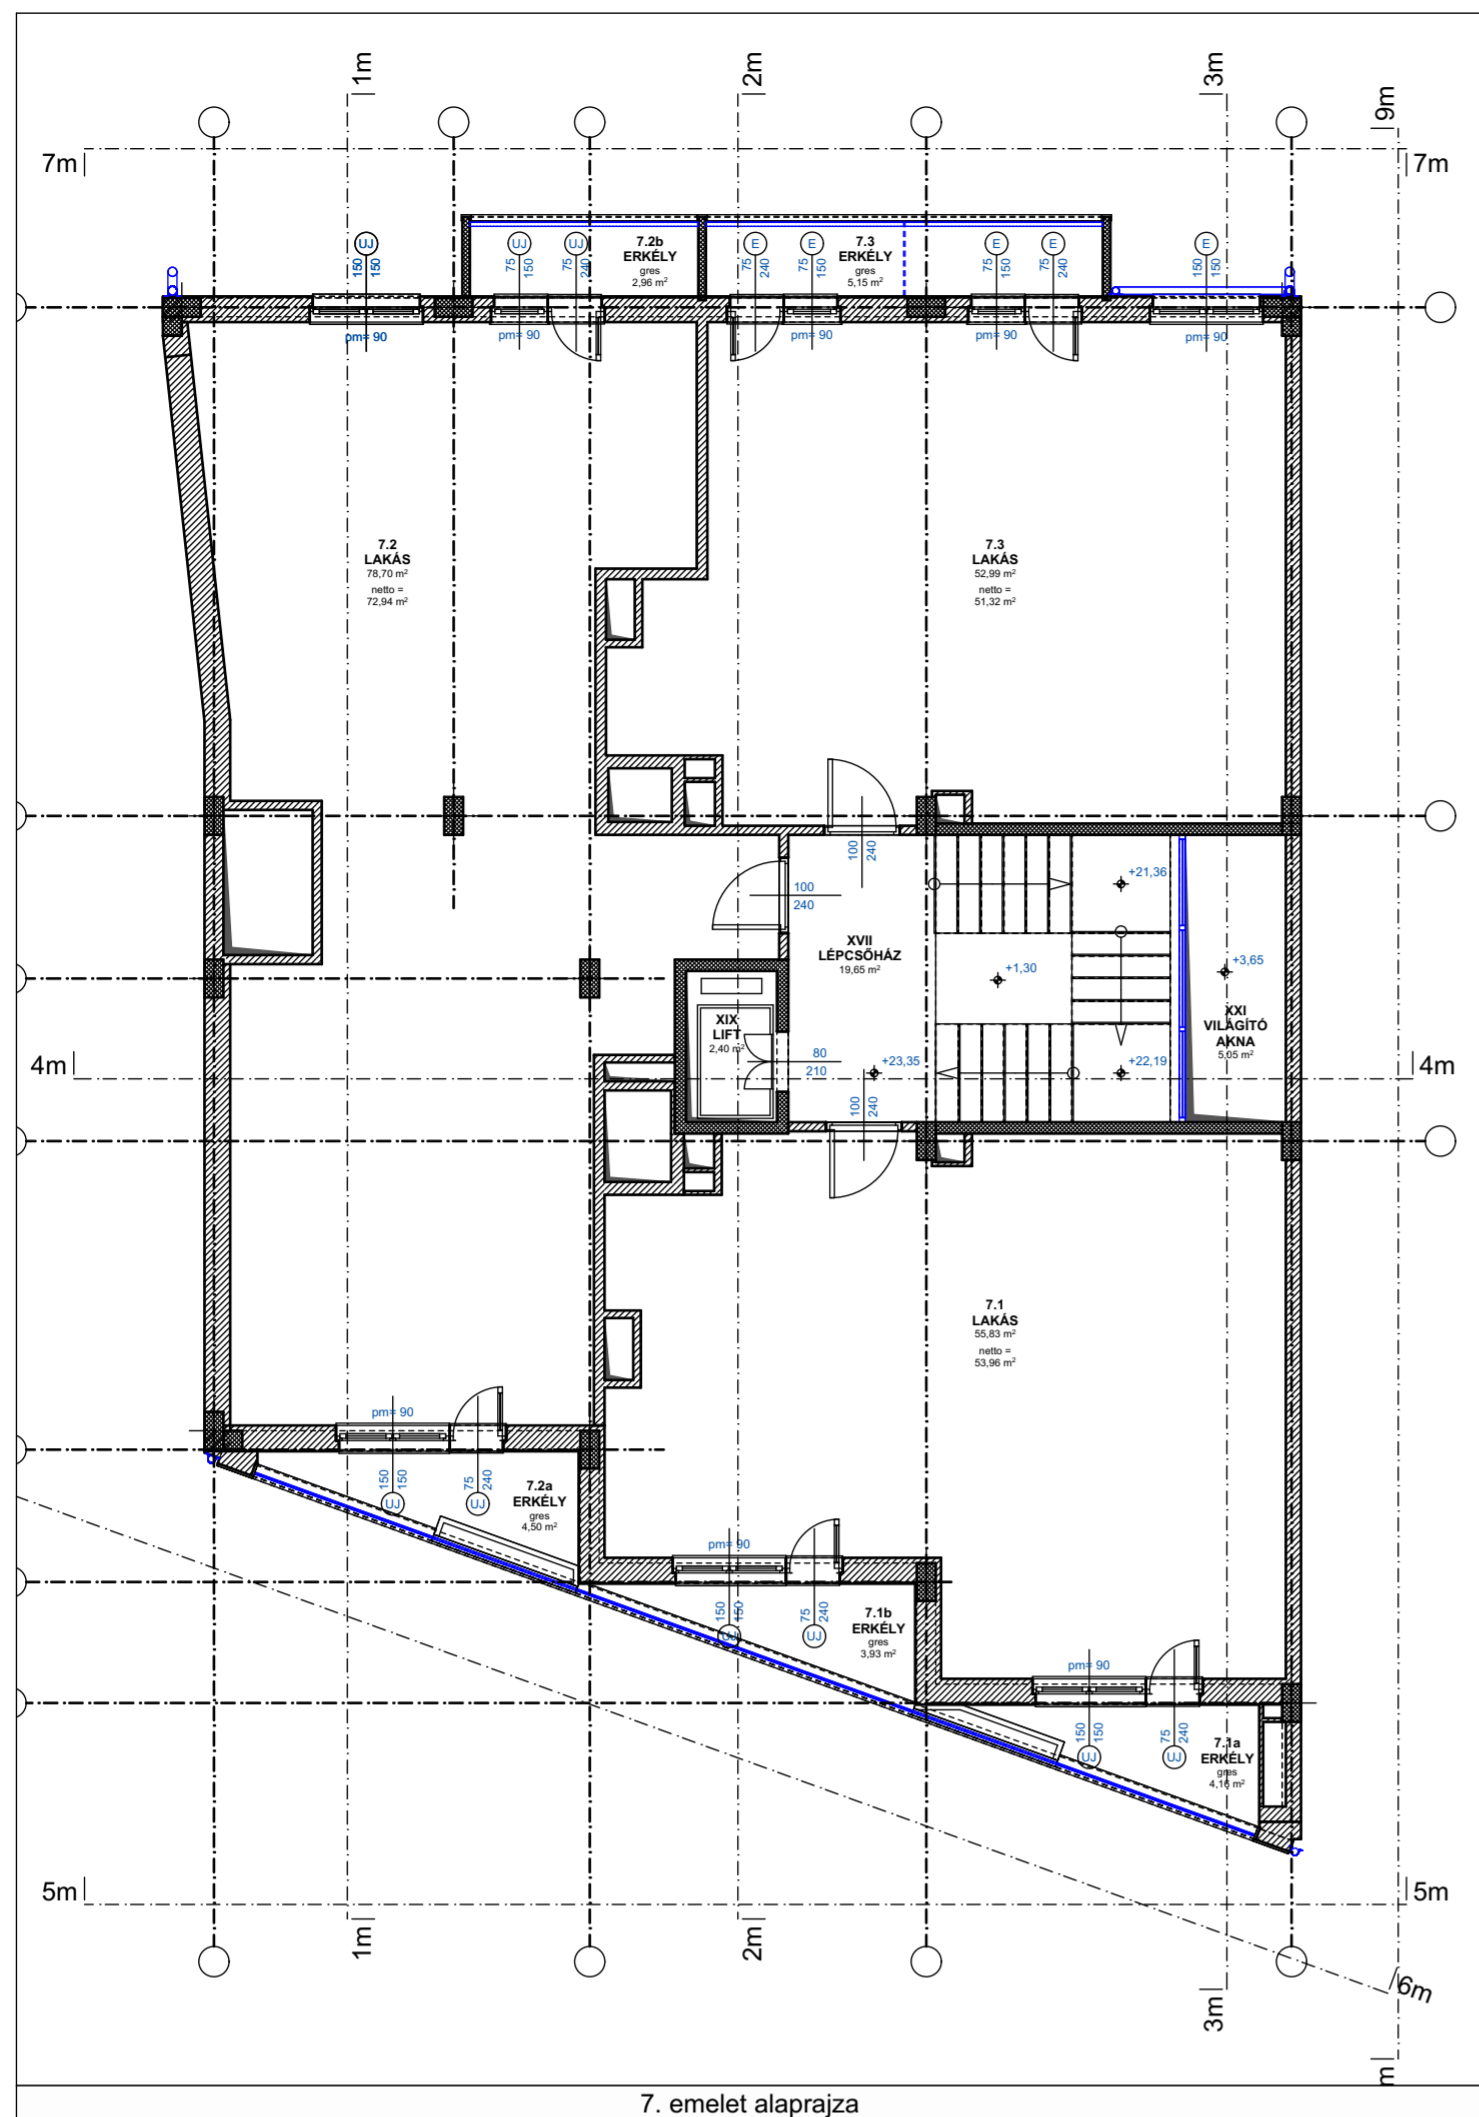 1m
2m
3m
9m
7m
7m
UJ
150
150
UJ
75
150
UJ
75
240
7.2b
ERKÉLY
gres
2,96 m²
E
75
240
E
75
150
7.3
ERKÉLY
gres
5,15 m²
E
75
150
E
75
240
E
150
150
pm= 90
pm= 90
pm= 90
pm= 90
pm= 90
7.2
LAKÁS
78,70 m²
netto =
72,94 m²
7.3
LAKÁS
52,99 m²
netto =
51,32 m²
100
240
100
240
+21,36
XVII
LÉPCSŐHÁZ
19,65 m²
+1,30
+3,65
XIX
LIFT
2,40 m²
XXI
VILÁGÍTÓ
AKNA
5,05 m²
80
210
+23,35
+22,19
4m
4m
100
240
7.1
LAKÁS
55,83 m²
netto =
53,96 m²
pm= 90
150
150
UJ
75
240
UJ
7.2a
ERKÉLY
gres
4,50 m²
pm= 90
150
150
UJ
75
240
UJ
7.1b
ERKÉLY
gres
3,93 m²
pm= 90
150
150
UJ
75
240
UJ
7.1a
ERKÉLY
gres
4,16 m²
5m
5m
1m
2m
3m
6m
m
7. emelet alaprajza